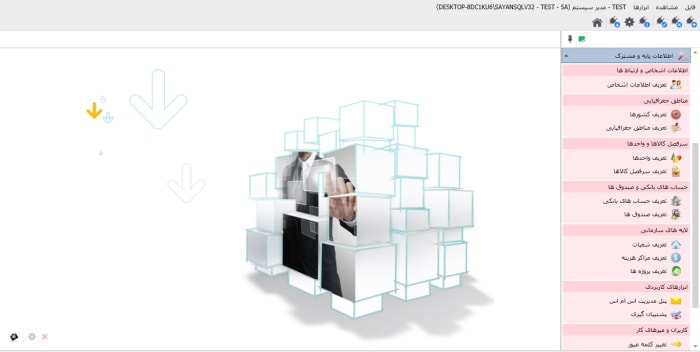 TEST - مدیر سیستم (DESKTOP-8DC1KU6\SAYANSQLV32 - TEST - SA)
فایل مشاهده ابزارها
اطلاعات پایه و مشترک
اطلاعات اشخاص و ارتباط ها
تعریف اطلاعات اشخاص
مناطق جغرافیایی
تعریف کشورها
تعریف مناطق جغرافیایی
سرفصل کالاها و واحدها
تعریف واحدها
تعریف سرفصل کالاها
حساب های بانکی و صندوق ها
تعریف حساب های بانکی
تعریف صندوق ها
لایه های سازمانی
تعریف شعبات
تعریف مراکز هزینه
تعریف پروژه ها
ابزارهای کاربردی
پنل مدیریت اس ام اس
پشتیبان گیری
کاربران و میزهای کار
تغییر کلمه عبور